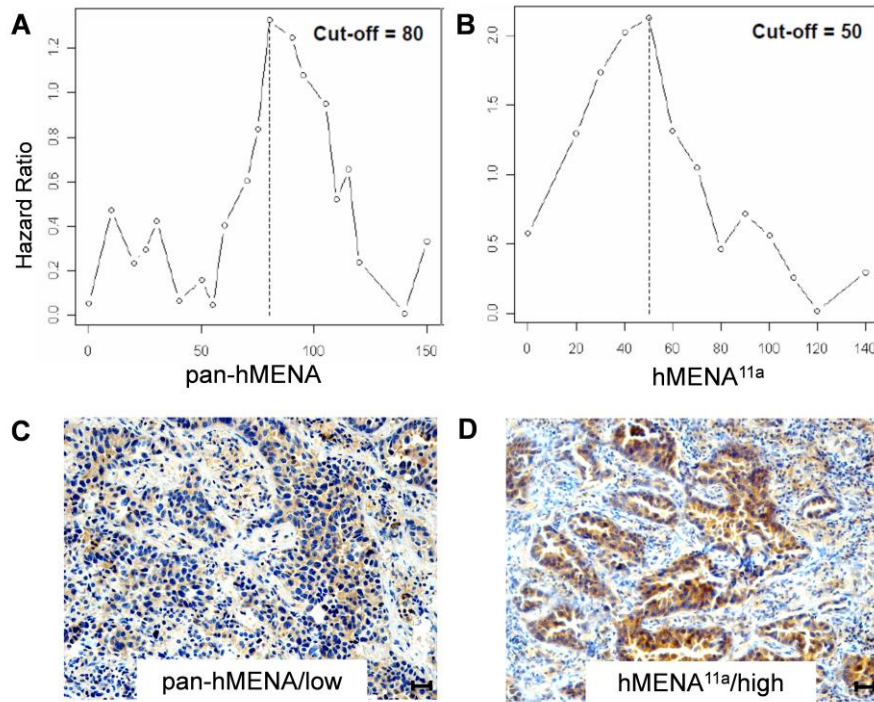 A
Cut-off = 80
Hazard Ratio
0.0 0.2 0.4 0.6 0.8 1.0 1.2
0 50 100 150
pan-hMENA
B
Cut-off = 50
0.0 0.5 1.0 1.5 2.0
0 20 40 60 80 100 120 140
hMENA¹¹ᵃ
C
pan-hMENA/low
D
hMENA¹¹ᵃ/high